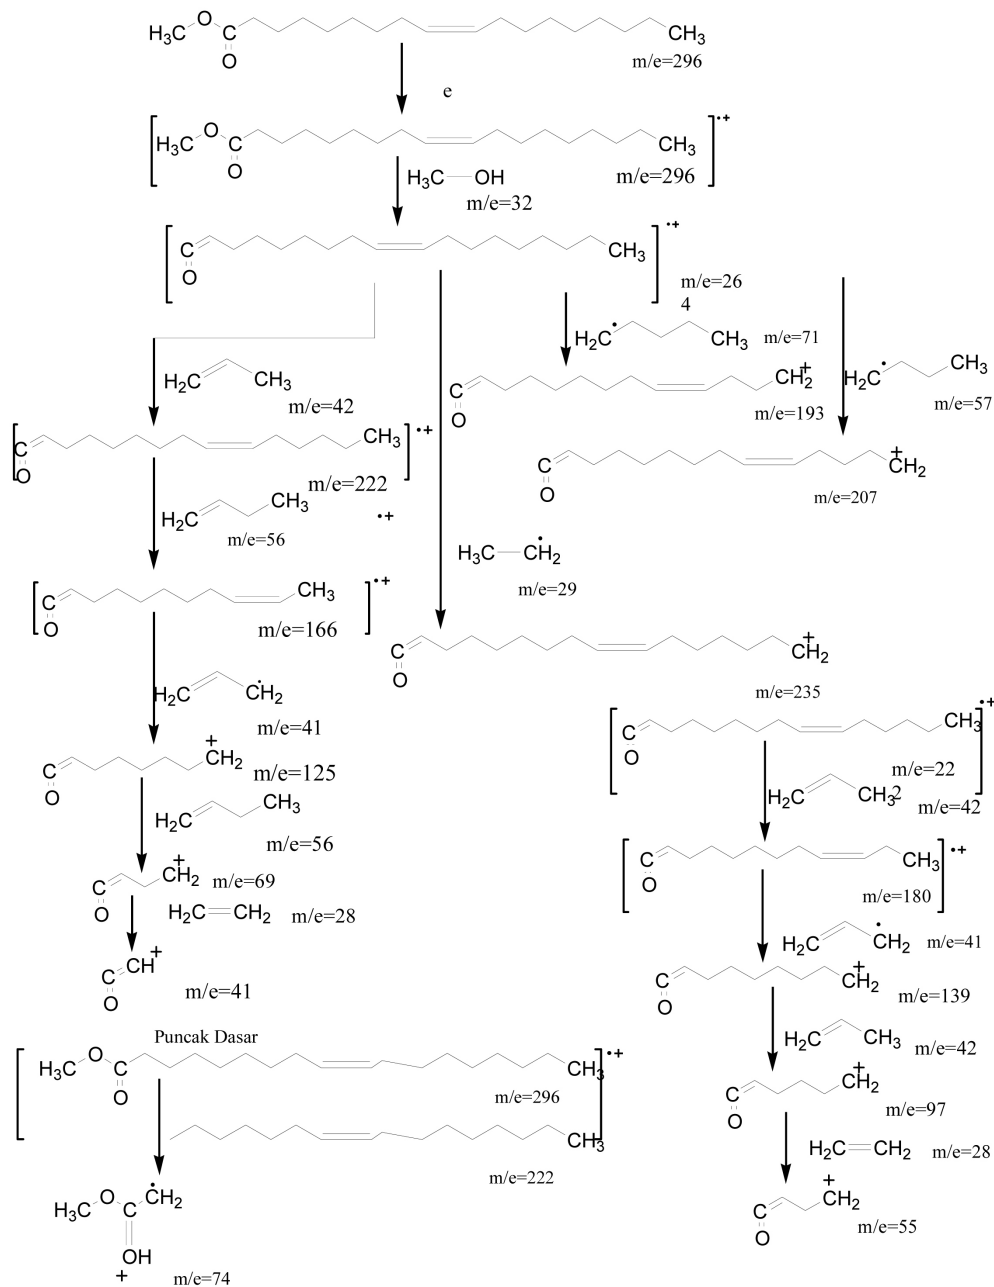 H₃C O C O CH₃
m/e=296
e
H₃C O C O CH₃ •+
m/e=296
H₃C OH
m/e=32
C O CH₃ •+
m/e=26
4
H₂C• CH₃
m/e=71
H₂C• CH₃
m/e=57
H₂C CH₃
m/e=42
C O CH₂ +
m/e=193
C O CH₃ •+
m/e=222
C O CH₂ +
m/e=207
H₂C CH₃
m/e=56
•+
H₃C CH₂•
m/e=29
C O CH₃ •+
m/e=166
C O CH₂ +
m/e=235
H₂C CH₂•
m/e=41
C O CH₂ +
m/e=125
H₂C CH₃
m/e=56
C O CH₂ +
m/e=69
H₂C CH₂
m/e=28
C O CH +
m/e=41
C O CH₃ •+
m/e=22
2
H₂C CH₃
m/e=42
C O CH₃ •+
m/e=180
H₂C CH₂•
m/e=41
C O CH₂ +
m/e=139
H₂C CH₃
m/e=42
C O CH₂ +
m/e=97
H₂C CH₂
m/e=28
C O CH₂ +
m/e=55
Puncak Dasar
H₃C O C O CH₃ •+
m/e=296
CH₃
m/e=222
H₃C O C CH₂• OH +
m/e=74